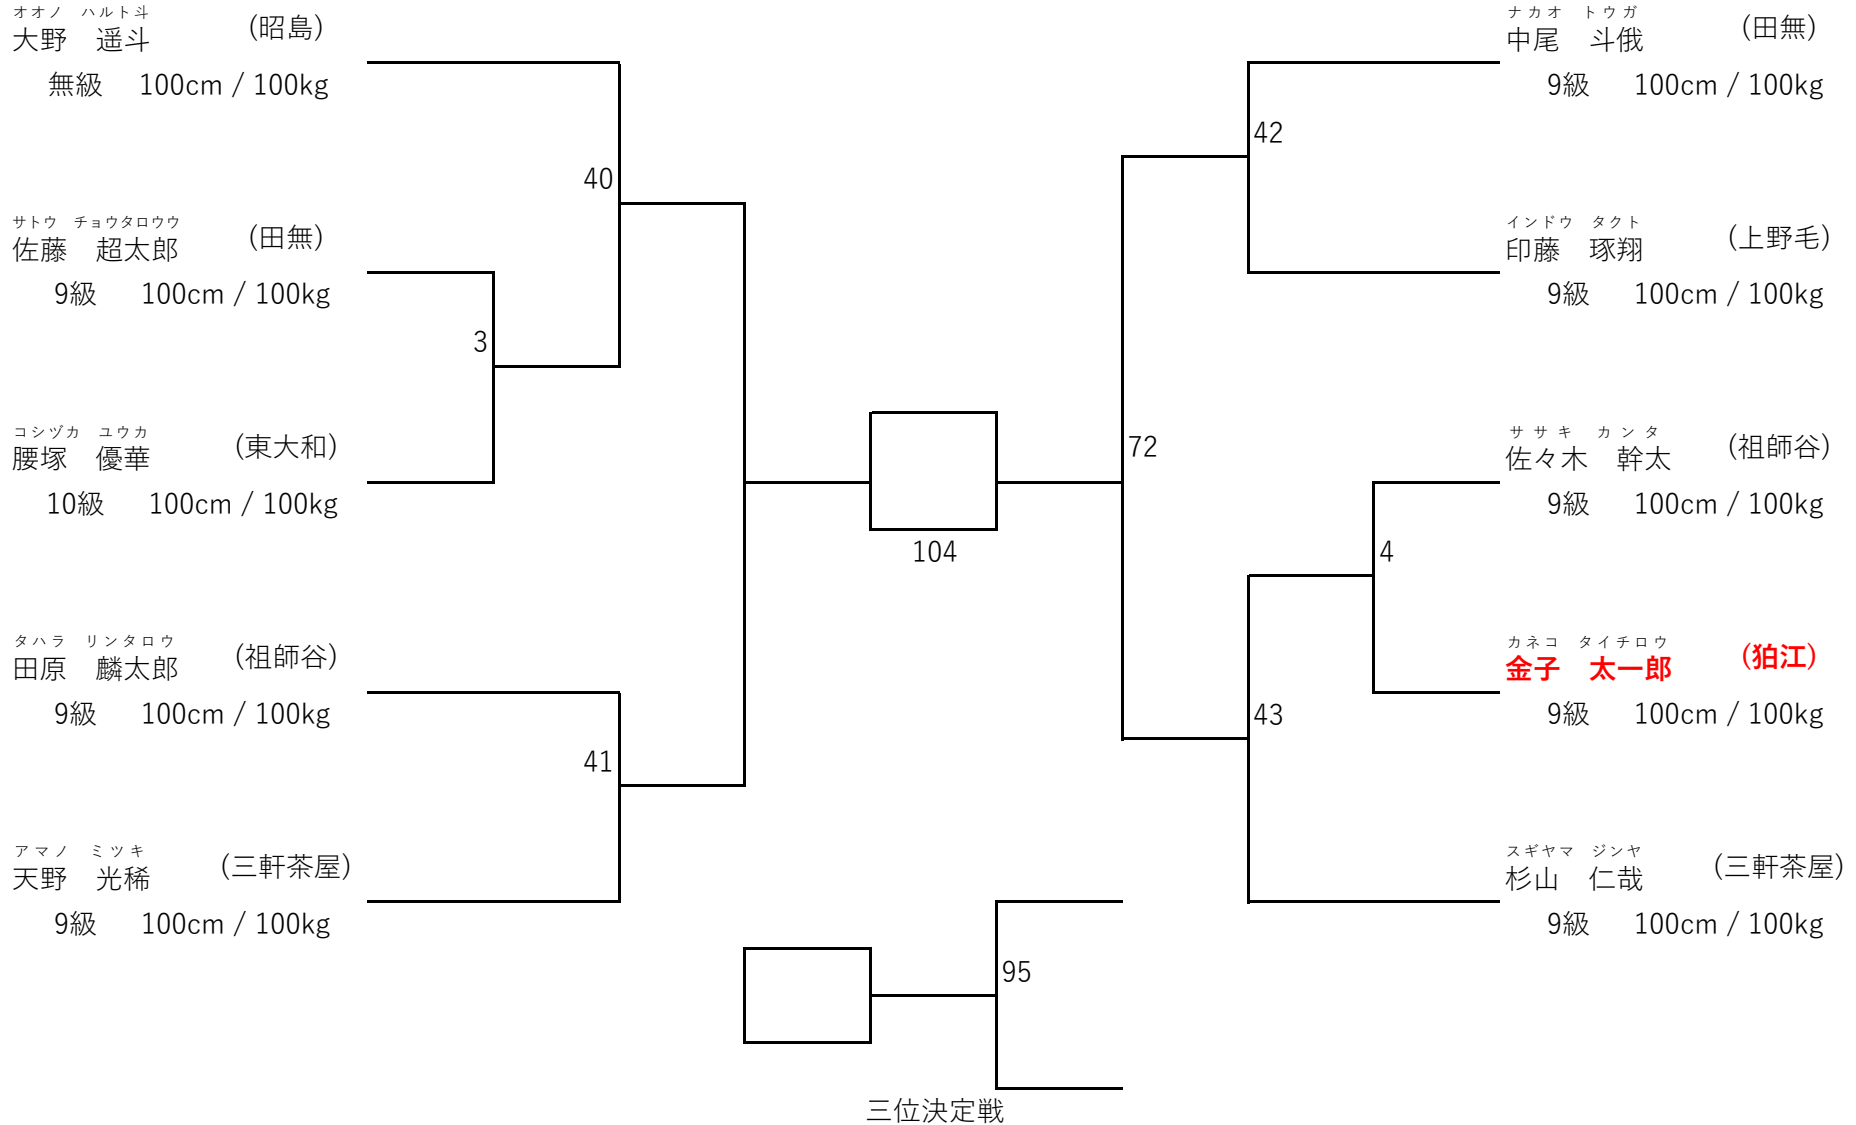 オオノ　ハルト斗
大野　遥斗 (昭島)
無級 100cm / 100kg
40
サトウ　チョウタロウウ
佐藤　超太郎 (田無)
9級 100cm / 100kg
3
コシヅカ　ユウカ
腰塚　優華 (東大和)
10級 100cm / 100kg
タハラ　リンタロウ
田原　麟太郎 (祖師谷)
9級 100cm / 100kg
41
アマノ　ミツキ
天野　光稀 (三軒茶屋)
9級 100cm / 100kg
104
72
ナカオ　トウガ
中尾　斗俄 (田無)
9級 100cm / 100kg
42
インドウ　タクト
印藤　琢翔 (上野毛)
9級 100cm / 100kg
ササキ　カンタ
佐々木　幹太 (祖師谷)
9級 100cm / 100kg
4
カネコ　タイチロウ
金子　太一郎 (狛江)
9級 100cm / 100kg
43
スギヤマ　ジンヤ
杉山　仁哉 (三軒茶屋)
9級 100cm / 100kg
95
三位決定戦